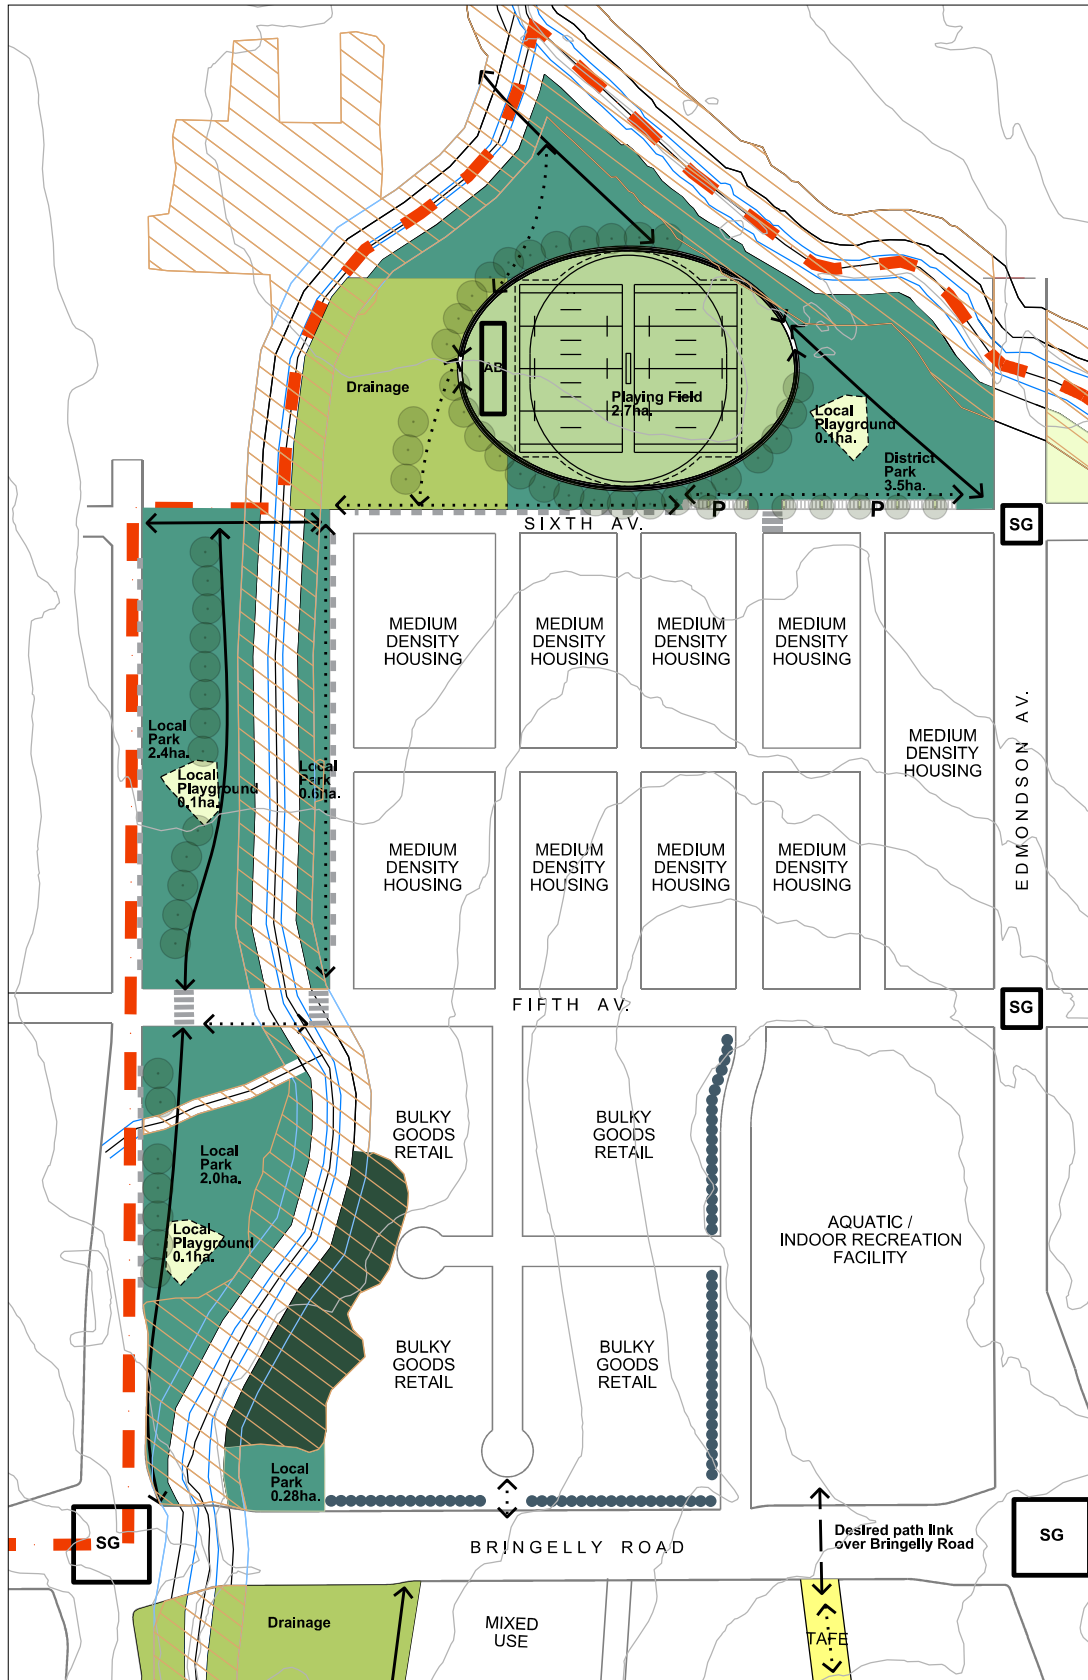 Drainage
AB
Playing Field
2.7ha.
Local
Playground
0.1ha.
District
Park
3.5ha.
P
P
SIXTH AV.
SG
MEDIUM
DENSITY
HOUSING
MEDIUM
DENSITY
HOUSING
MEDIUM
DENSITY
HOUSING
MEDIUM
DENSITY
HOUSING
Local
Park
2.4ha.
Local
Playground
0.1ha.
Local
Park
0.6ha.
MEDIUM
DENSITY
HOUSING
EDMONDSON AV.
MEDIUM
DENSITY
HOUSING
MEDIUM
DENSITY
HOUSING
MEDIUM
DENSITY
HOUSING
MEDIUM
DENSITY
HOUSING
FIFTH AV.
SG
BULKY
GOODS
RETAIL
BULKY
GOODS
RETAIL
Local
Park
2.0ha.
Local
Playground
0.1ha.
AQUATIC /
INDOOR RECREATION
FACILITY
BULKY
GOODS
RETAIL
BULKY
GOODS
RETAIL
Local
Park
0.28ha.
SG
BRINGELLY ROAD
Desired path link
over Bringelly Road
SG
Drainage
MIXED
USE
TAFE